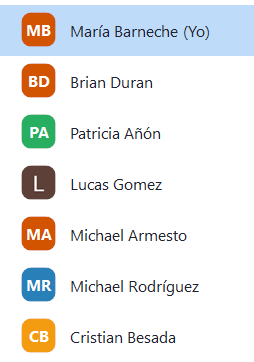 MB María Barneche (Yo)
BD Brian Duran
PA Patricia Añón
L Lucas Gomez
MA Michael Armesto
MR Michael Rodríguez
CB Cristian Besada